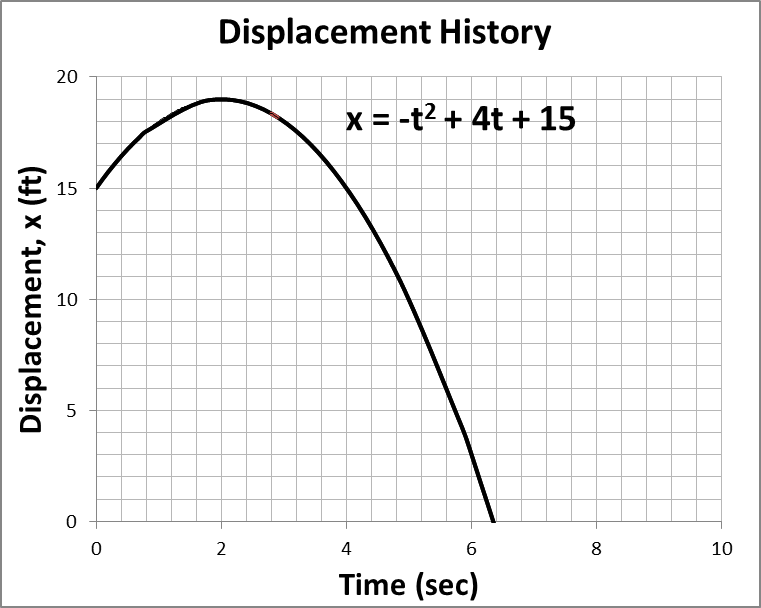 Displacement History
x = -t² + 4t + 15
20
15
10
5
0
Displacement, x (ft)
0 2 4 6 8 10
Time (sec)